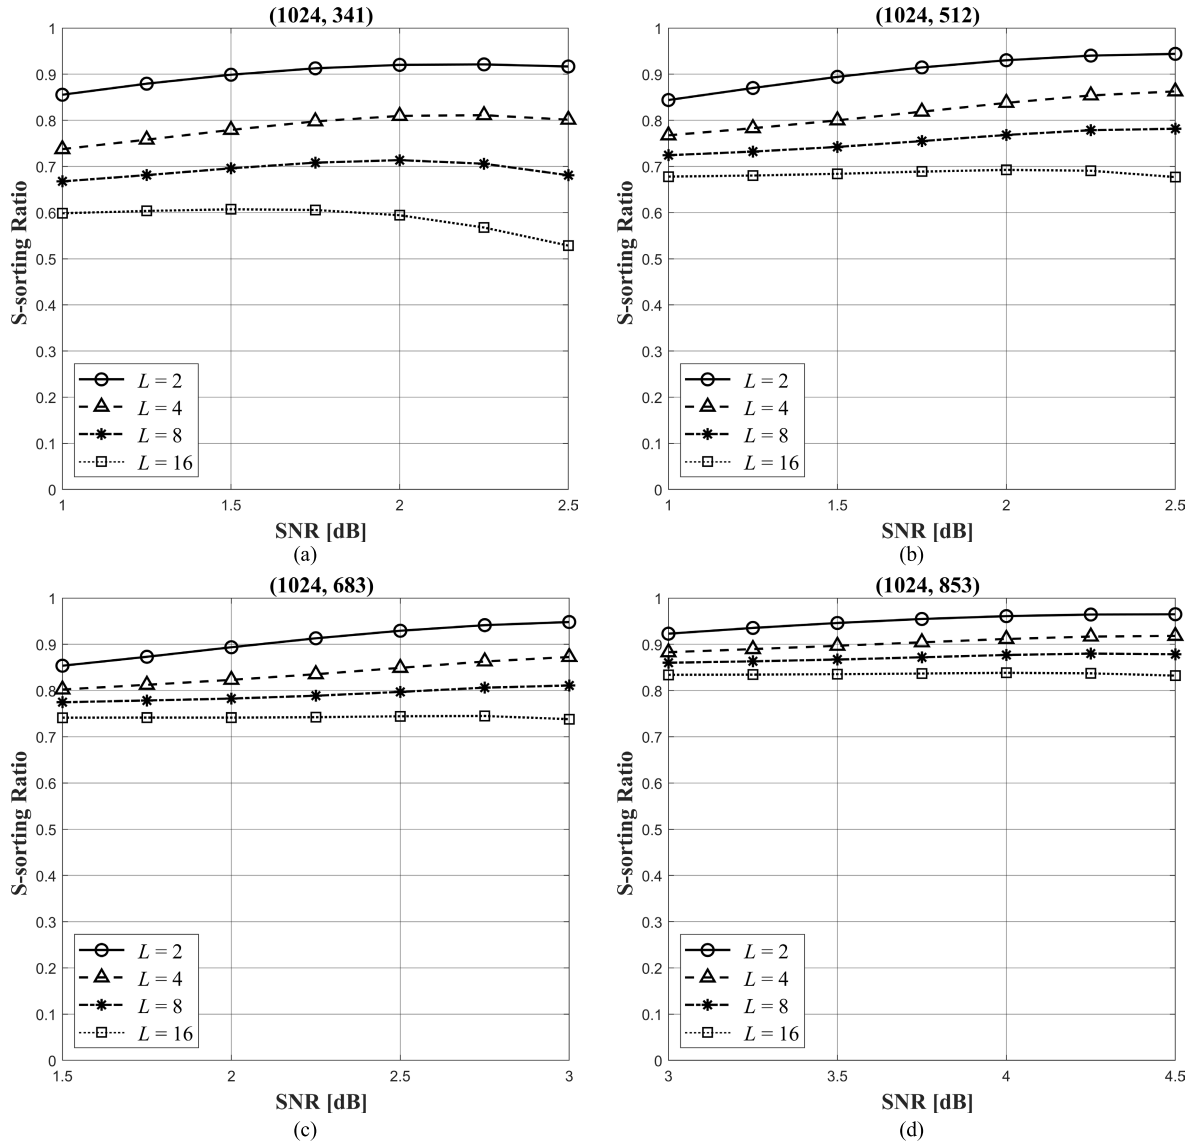 (1024, 341)
1
0.9
0.8
0.7
0.6
0.5
0.4
0.3
0.2
0.1
0
S-sorting Ratio
L = 2
L = 4
L = 8
L = 16
1 1.5 2 2.5
SNR [dB]
(a)
(1024, 512)
1
0.9
0.8
0.7
0.6
0.5
0.4
0.3
0.2
0.1
0
S-sorting Ratio
L = 2
L = 4
L = 8
L = 16
1 1.5 2 2.5
SNR [dB]
(b)
(1024, 683)
1
0.9
0.8
0.7
0.6
0.5
0.4
0.3
0.2
0.1
0
S-sorting Ratio
L = 2
L = 4
L = 8
L = 16
1.5 2 2.5 3
SNR [dB]
(c)
(1024, 853)
1
0.9
0.8
0.7
0.6
0.5
0.4
0.3
0.2
0.1
0
S-sorting Ratio
L = 2
L = 4
L = 8
L = 16
3 3.5 4 4.5
SNR [dB]
(d)